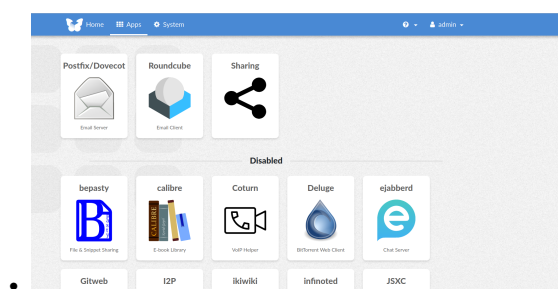 Home Apps System admin
Postfix/Dovecot Roundcube Sharing
Email Server Email Client
Disabled
bepasty calibre Coturn Deluge ejabberd
CALIBRE
B
File & Snippet Sharing E-book Library VoIP Helper BitTorrent Web Client Chat Server
Gitweb I2P ikiwiki infinoted JSXC